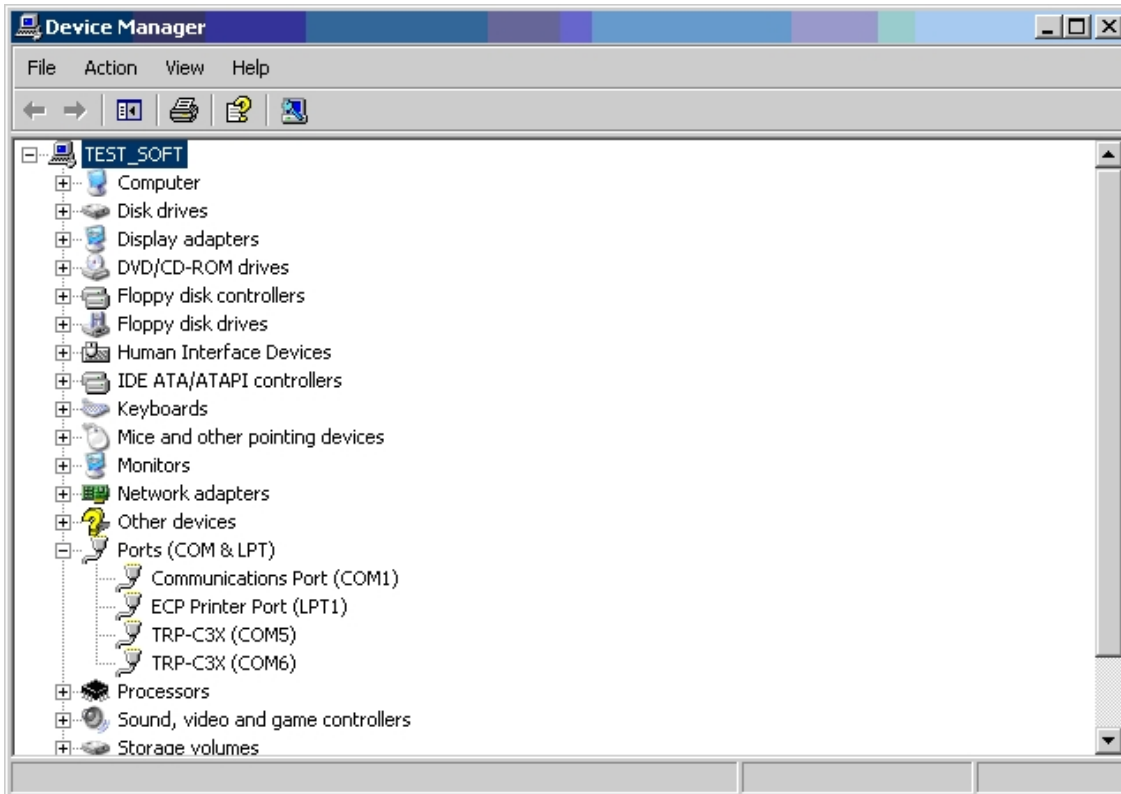 Device Manager
File Action View Help
TEST_SOFT
Computer
Disk drives
Display adapters
DVD/CD-ROM drives
Floppy disk controllers
Floppy disk drives
Human Interface Devices
IDE ATA/ATAPI controllers
Keyboards
Mice and other pointing devices
Monitors
Network adapters
Other devices
Ports (COM & LPT)
Communications Port (COM1)
ECP Printer Port (LPT1)
TRP-C3X (COM5)
TRP-C3X (COM6)
Processors
Sound, video and game controllers
Storage volumes